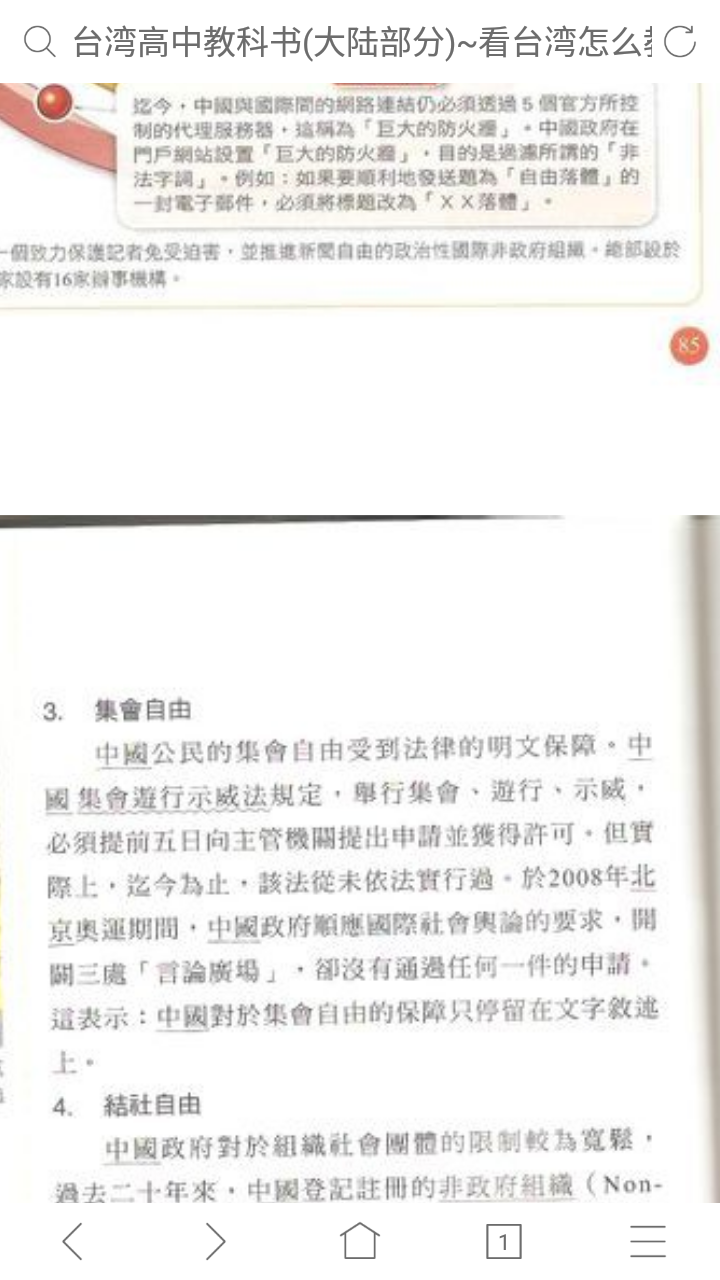 台湾高中教科书(大陆部分)~看台湾怎么
迄今，中國與國際間的網路連結仍必須透過5個官方所控
制的代理服務器，這稱為「巨大的防火牆」。中國政府在
門戶網站設置「巨大的防火牆」，目的是過濾所謂的「非
法字詞」。例如：如果要順利地發送題為「自由落體」的
一封電子郵件，必須將標題改為「ＸＸ落體」。
一個致力保護記者免受迫害，並推進新聞自由的政治性國際非政府組織。總部設於
家設有16家辦事機構。
85
3. 集會自由
中國公民的集會自由受到法律的明文保障。中
國集會遊行示威法規定，舉行集會、遊行、示威，
必須提前五日向主管機關提出申請並獲得許可。但實
際上，迄今為止，該法從未依法實行過。於2008年北
京奧運期間，中國政府順應國際社會輿論的要求，開
闢三處「言論廣場」，卻沒有通過任何一件的申請。
這表示：中國對於集會自由的保障只停留在文字敘述
上。
4. 結社自由
中國政府對於組織社會團體的限制較為寬鬆，
過去二十年來，中國登記註冊的非政府組織（Non-
1